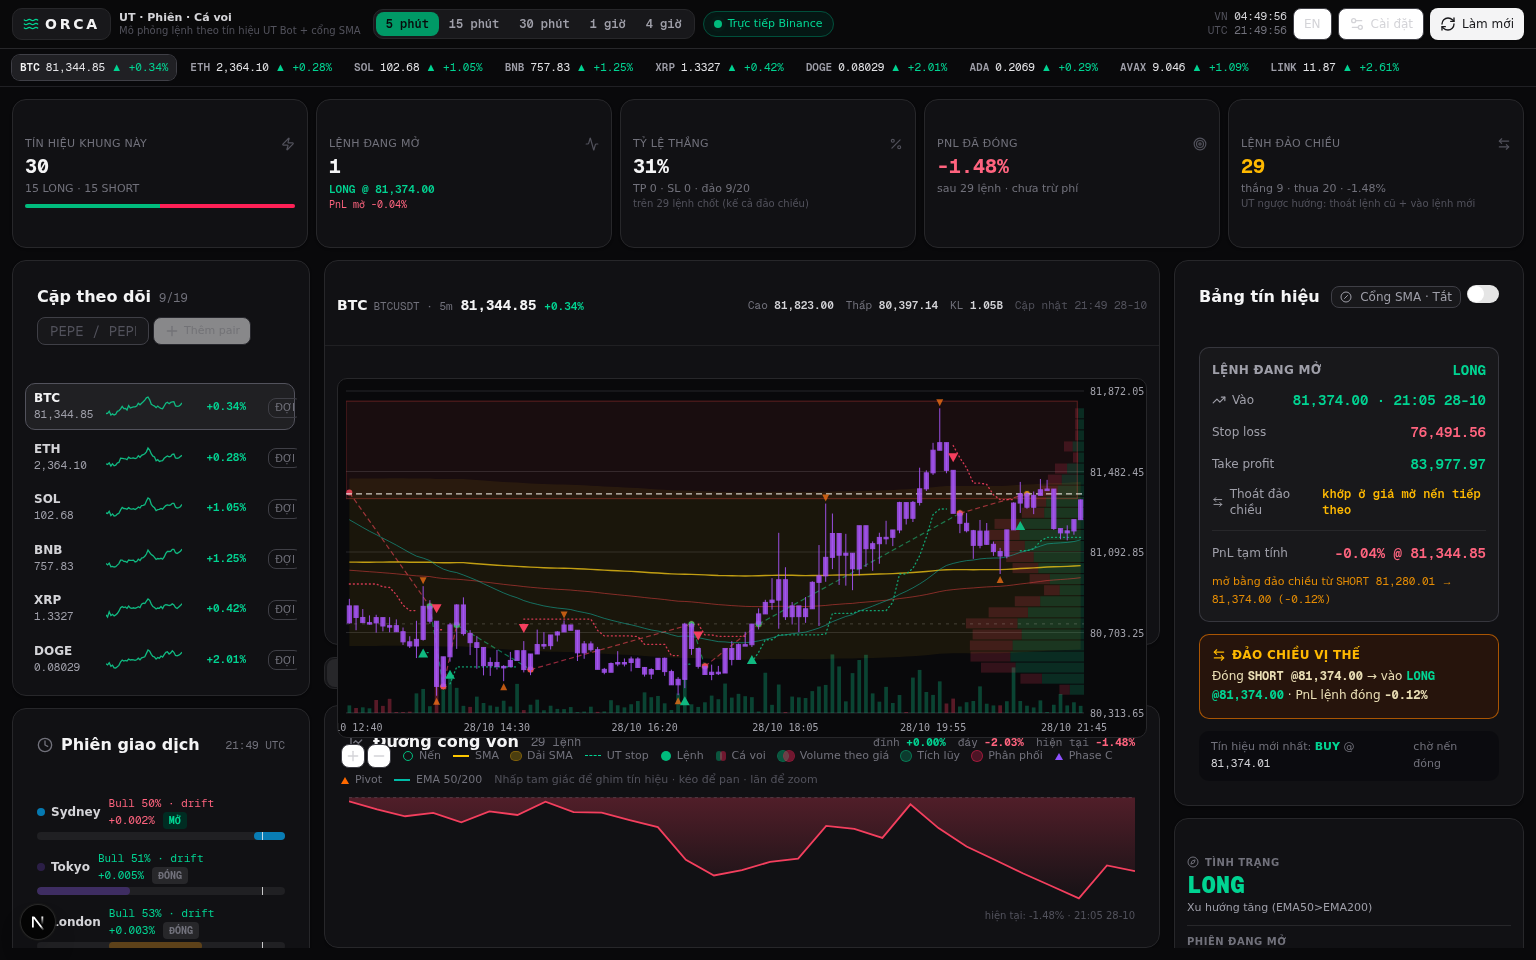 ORCA
UT · Phiên · Cá voi
Mô phỏng lệnh theo tín hiệu UT Bot + cổng SMA
5 phút 15 phút 30 phút 1 giờ 4 giờ
Trực tiếp Binance
VN 04:49:56
UTC 21:49:56
EN
Cài đặt
Làm mới
BTC 81,344.85 ▲ +0.34% ETH 2,364.10 ▲ +0.28% SOL 102.68 ▲ +1.05% BNB 757.83 ▲ +1.25% XRP 1.3327 ▲ +0.42% DOGE 0.08029 ▲ +2.01% ADA 0.2069 ▲ +0.29% AVAX 9.046 ▲ +1.09% LINK 11.87 ▲ +2.61%
TÍN HIỆU KHUNG NÀY
30
15 LONG · 15 SHORT
LỆNH ĐANG MỞ
1
LONG @ 81,374.00
PnL mở -0.04%
TỶ LỆ THẮNG
31%
TP 0 · SL 0 · đảo 9/20
trên 29 lệnh chốt (kể cả đảo chiều)
PNL ĐÃ ĐÓNG
-1.48%
sau 29 lệnh · chưa trừ phí
LỆNH ĐẢO CHIỀU
29
thắng 9 · thua 20 · -1.48%
UT ngược hướng: thoát lệnh cũ + vào lệnh mới
Cặp theo dõi 9/19
PEPE / PEPI
Thêm pair
BTC
81,344.85
+0.34%
ĐỢI
ETH
2,364.10
+0.28%
ĐỢI
SOL
102.68
+1.05%
ĐỢI
BNB
757.83
+1.25%
ĐỢI
XRP
1.3327
+0.42%
ĐỢI
DOGE
0.08029
+2.01%
ĐỢI
Phiên giao dịch 21:49 UTC
Sydney
Bull 50% · drift
+0.002% MỞ
Tokyo
Bull 51% · drift
+0.005% ĐÓNG
London
Bull 53% · drift
+0.003% ĐÓNG
N
BTC BTCUSDT · 5m 81,344.85 +0.34%
Cao 81,823.00 Thấp 80,397.14 KL 1.05B Cập nhật 21:49 28-10
81,872.05
81,482.45
81,092.85
80,703.25
80,313.65
0 12:40 28/10 14:30 28/10 16:20 28/10 18:05 28/10 19:55 28/10 21:45
Đường cong vốn 29 lệnh
đỉnh +0.00% đáy -2.03% hiện tại -1.48%
+ − Nến SMA Dải SMA UT stop Lệnh Cá voi Volume theo giá Tích lũy Phân phối Phase C
Pivot EMA 50/200 Nhấp tam giác để ghim tín hiệu · kéo để pan · lăn để zoom
hiện tại: -1.48% · 21:05 28-10
Bảng tín hiệu
Cổng SMA · Tắt
LỆNH ĐANG MỞ LONG
Vào 81,374.00 · 21:05 28-10
Stop loss 76,491.56
Take profit 83,977.97
Thoát đảo chiều
khớp ở giá mở nến tiếp theo
PnL tạm tính -0.04% @ 81,344.85
mở bằng đảo chiều từ SHORT 81,280.01 →
81,374.00 (-0.12%)
ĐẢO CHIỀU VỊ THẾ
Đóng SHORT @81,374.00 → vào LONG
@81,374.00 · PnL lệnh đóng -0.12%
Tín hiệu mới nhất: BUY @
81,374.01
chờ nến
đóng
TÌNH TRẠNG
LONG
Xu hướng tăng (EMA50>EMA200)
PHIÊN ĐANG MỞ